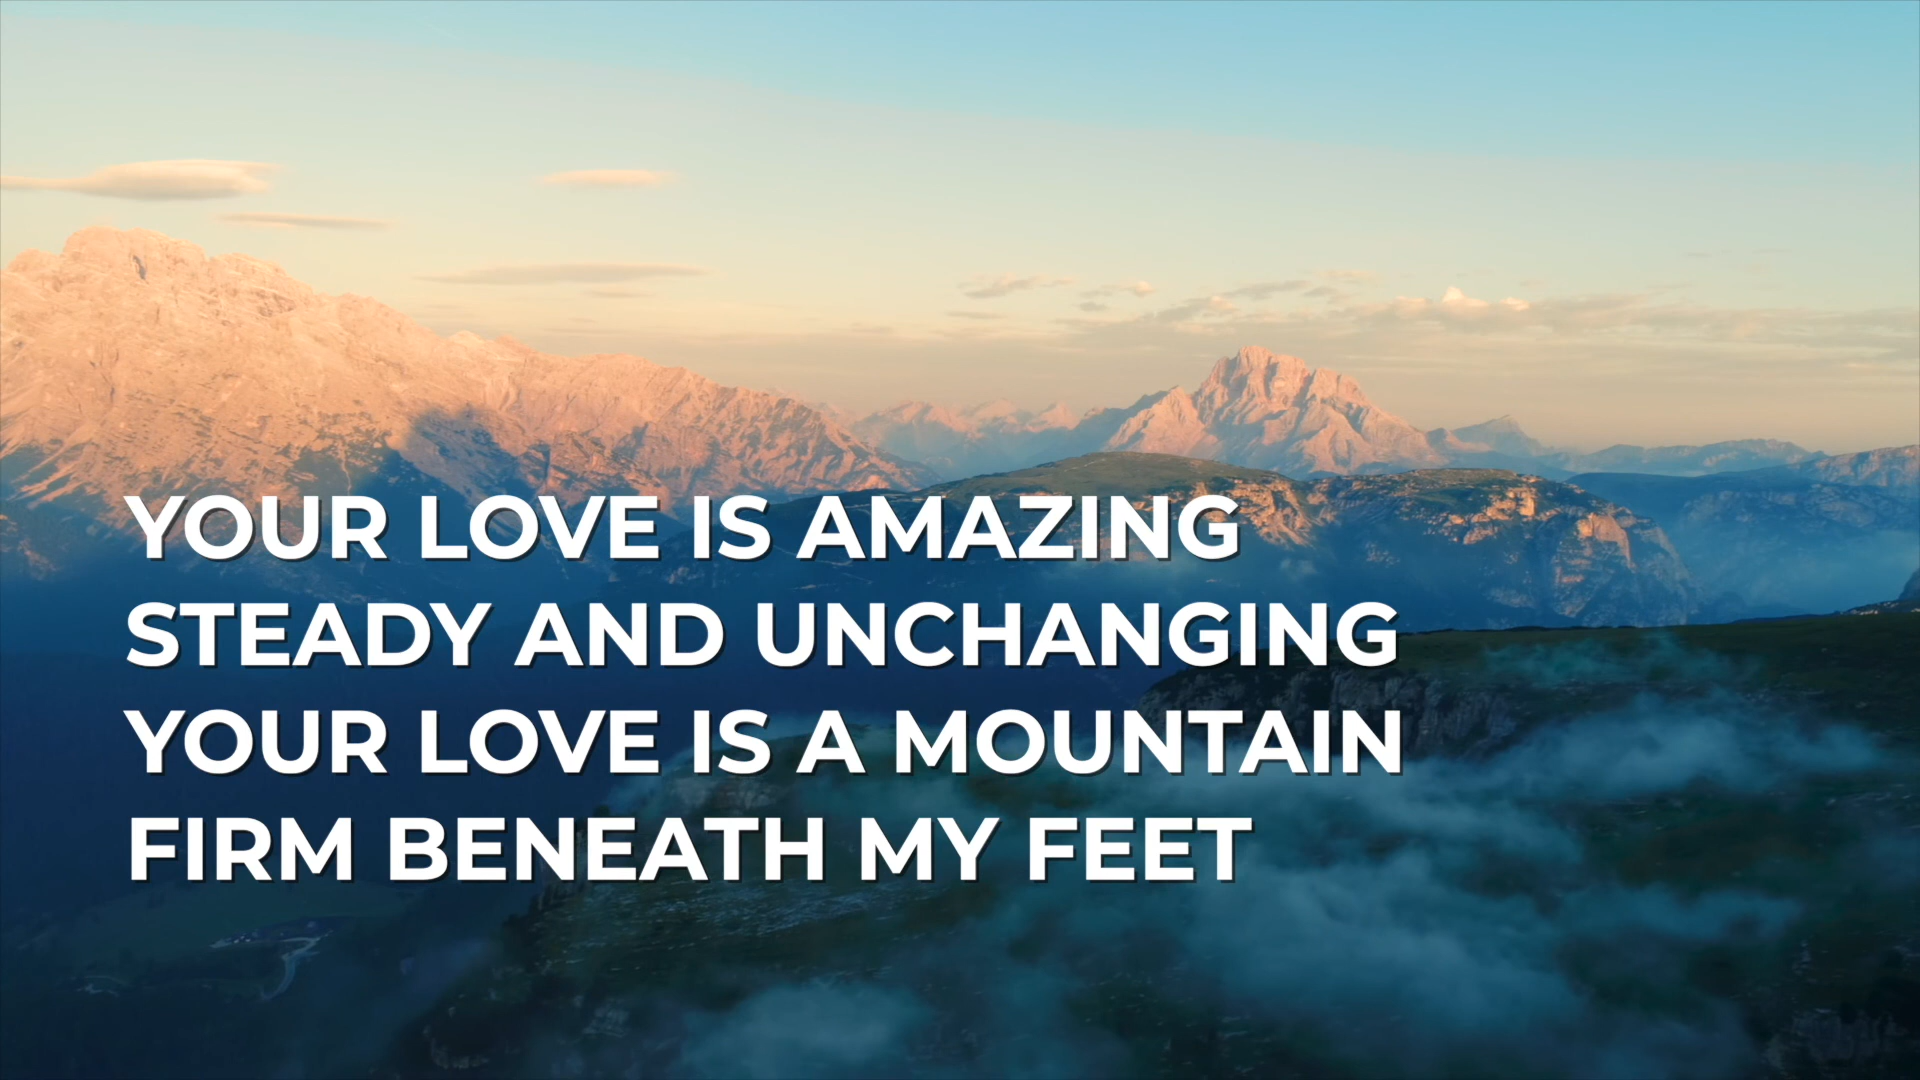 YOUR LOVE IS AMAZING
STEADY AND UNCHANGING
YOUR LOVE IS A MOUNTAIN
FIRM BENEATH MY FEET